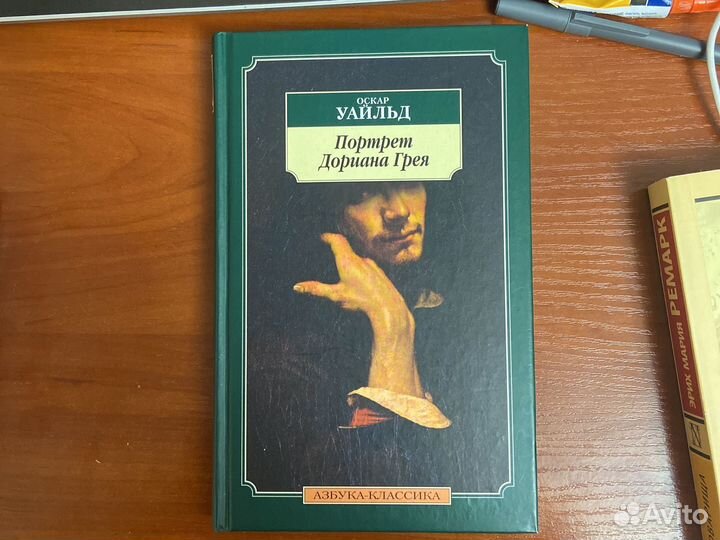 ОСКАР
УАЙЛЬД
Портрет
Дориана Грея
АЗБУКА-КЛАССИКА
ЭРИХ МАРИЯ РЕМАРК
Avito